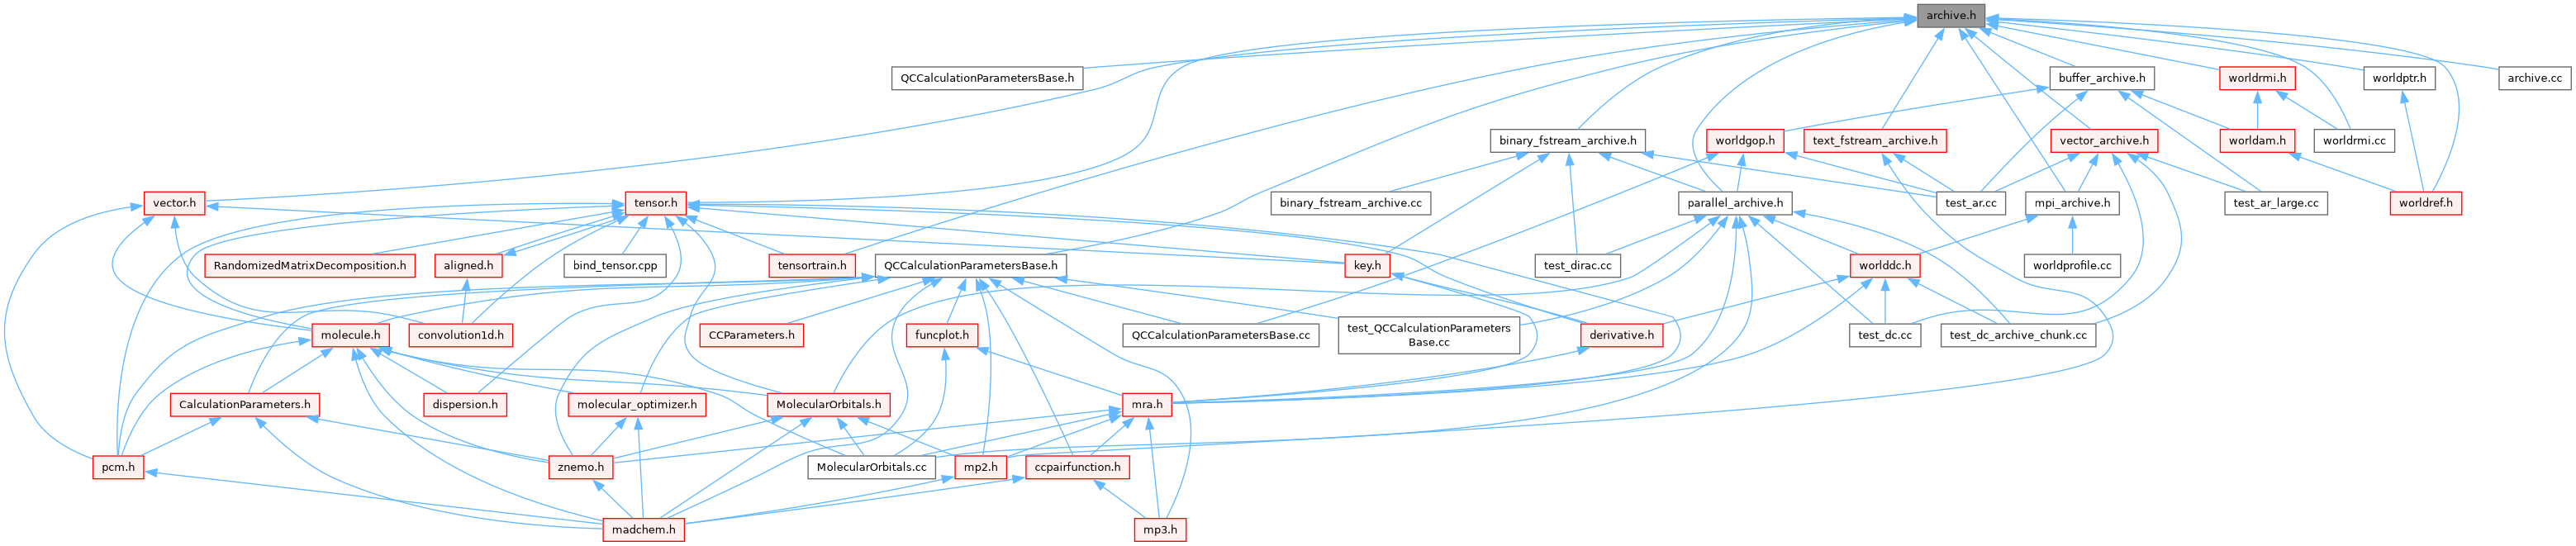 archive.h
QCCalculationParametersBase.h
buffer_archive.h
worldrmi.h
worldptr.h
archive.cc
binary_fstream_archive.h
worldgop.h
text_fstream_archive.h
vector_archive.h
worldam.h
worldrmi.cc
vector.h
tensor.h
binary_fstream_archive.cc
parallel_archive.h
test_ar.cc
mpi_archive.h
test_ar_large.cc
worldref.h
RandomizedMatrixDecomposition.h
aligned.h
bind_tensor.cpp
tensortrain.h
QCCalculationParametersBase.h
key.h
test_dirac.cc
worlddc.h
worldprofile.cc
molecule.h
convolution1d.h
CCParameters.h
funcplot.h
QCCalculationParametersBase.cc
test_QCCalculationParameters
Base.cc
derivative.h
test_dc.cc
test_dc_archive_chunk.cc
CalculationParameters.h
dispersion.h
molecular_optimizer.h
MolecularOrbitals.h
mra.h
pcm.h
znemo.h
MolecularOrbitals.cc
mp2.h
ccpairfunction.h
madchem.h
mp3.h